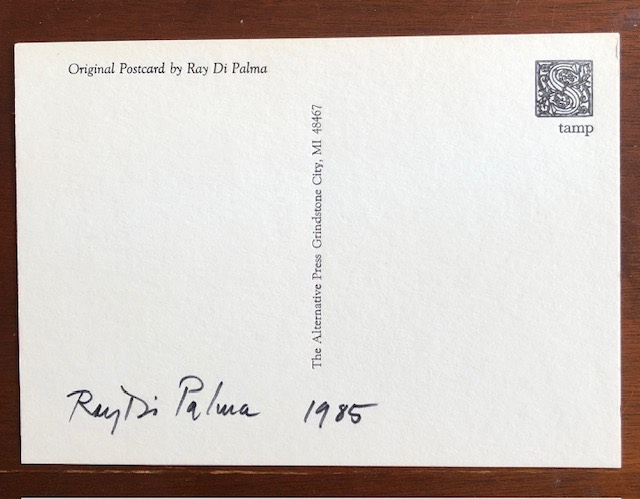 Original Postcard by Ray Di Palma
S
tamp
The Alternative Press Grindstone City, MI 48467
Ray Di Palma 1985